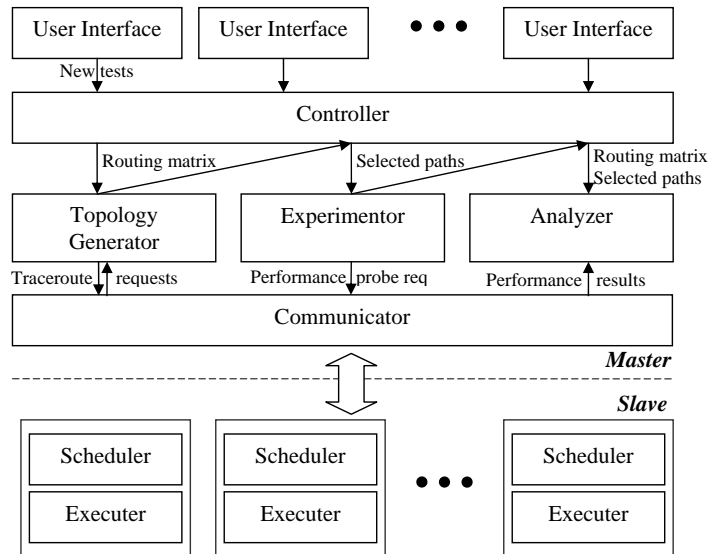 User Interface
User Interface
User Interface
New tests
Controller
Routing matrix
Selected paths
Routing matrix
Selected paths
Topology
Generator
Experimentor
Analyzer
Traceroute requests
Performance probe req
Performance results
Communicator
Master
Slave
Scheduler
Scheduler
Scheduler
Executer
Executer
Executer